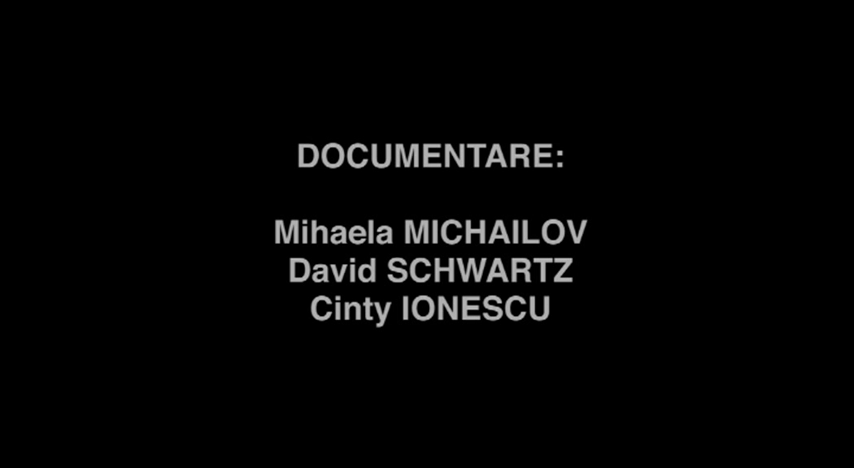 DOCUMENTARE:
Mihaela MICHAILOV
David SCHWARTZ
Cinty IONESCU